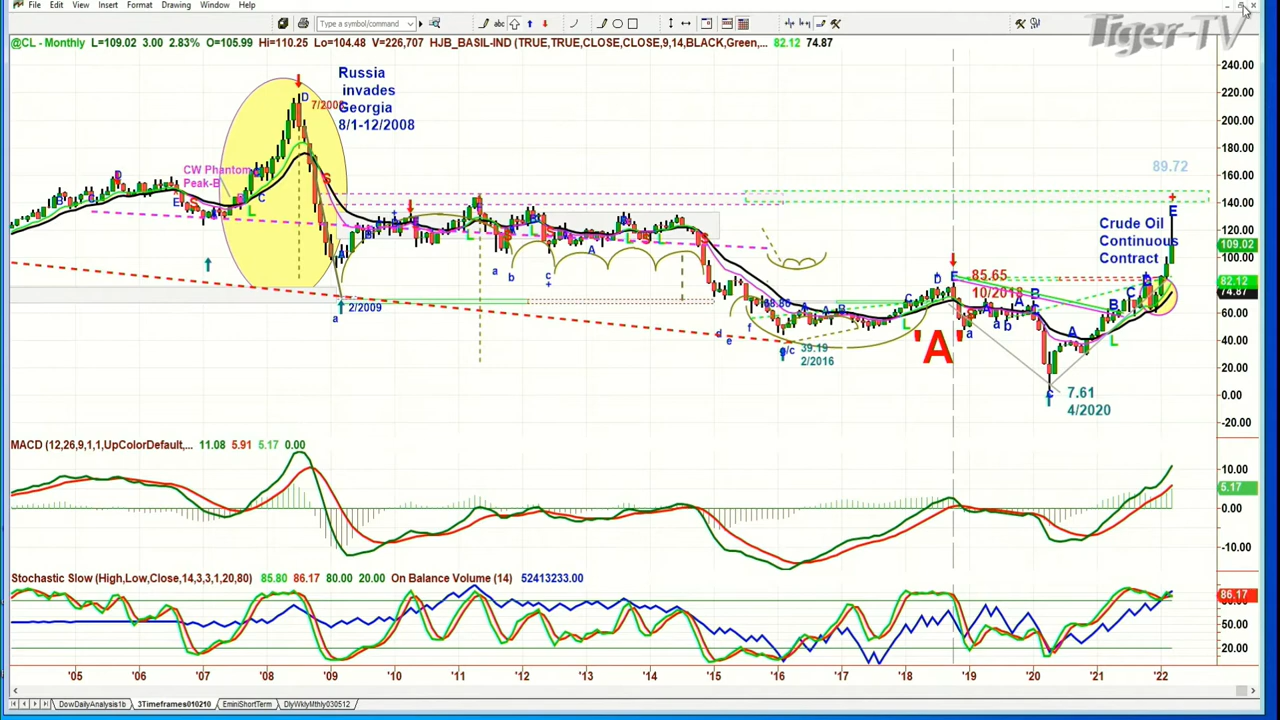 File Edit View Insert Format Drawing Window Help
Type a symbol/command
abc
Tiger-TV
@CL - Monthly L=109.02 3.00 2.83% O=105.99 Hi=110.25 Lo=104.48 V=226,707 HJB_BASIL-IND (TRUE,TRUE,CLOSE,CLOSE,9,14,BLACK,Green,... 82.12 74.87
240.00
220.00
200.00
180.00
160.00
140.00
120.00
109.02
100.00
82.12
74.87
60.00
40.00
20.00
0.00
-20.00
Russia
invades
Georgia
8/1-12/2008
D
7/2008
CW Phantom
Peak-B
89.72
Crude Oil
Continuous
Contract
E
85.65
10/2018
'A'
7.61
4/2020
39.19
2/2016
a
2/2009
MACD (12,26,9,1,1,UpColorDefault,... 11.08 5.91 5.17 0.00
10.00
5.17
0.00
-10.00
Stochastic Slow (High,Low,Close,14,3,3,1,20,80) 85.80 86.17 80.00 20.00 On Balance Volume (14) 52413233.00
86.17
50.00
20.00
'05 '06 '07 '08 '09 '10 '11 '12 '13 '14 '15 '16 '17 '18 '19 '20 '21 '22
DowDailyAnalysis1b 3Timeframes010210 EminiShortTerm DlyWklyMthly030512